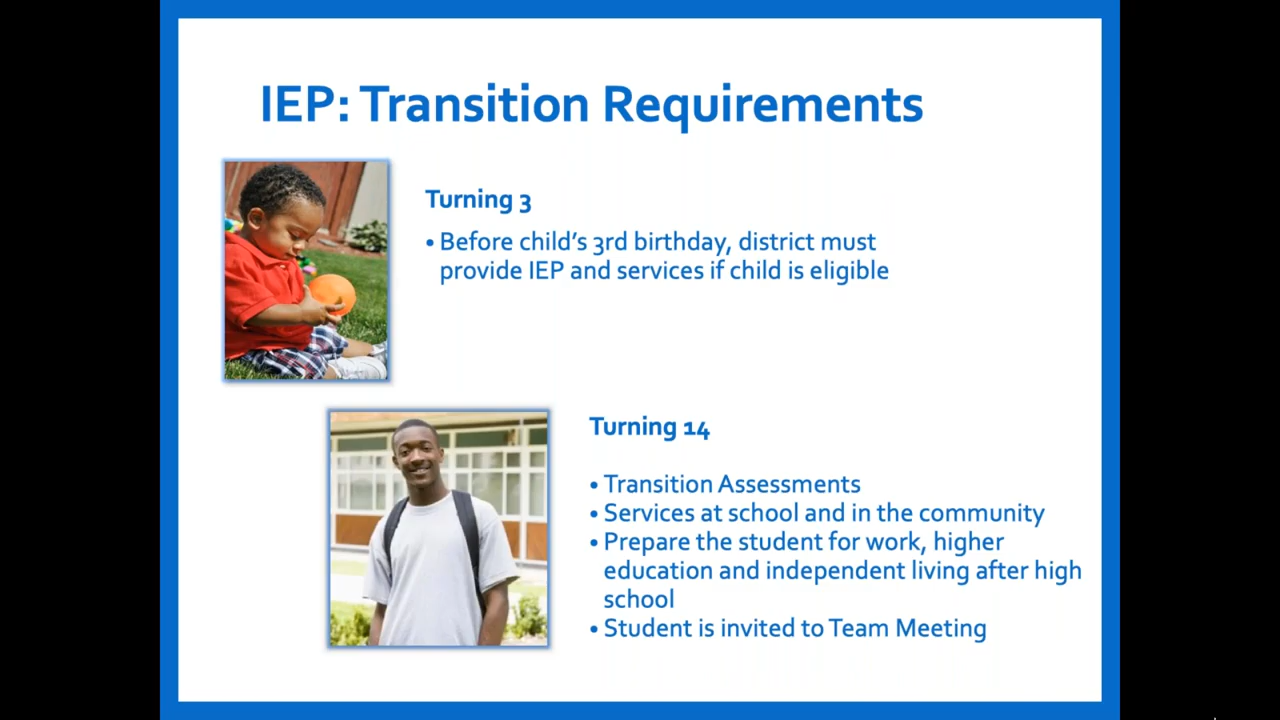 IEP: Transition Requirements
Turning 3
• Before child’s 3rd birthday, district must
provide IEP and services if child is eligible
Turning 14
• Transition Assessments
• Services at school and in the community
• Prepare the student for work, higher
education and independent living after high
school
• Student is invited to Team Meeting